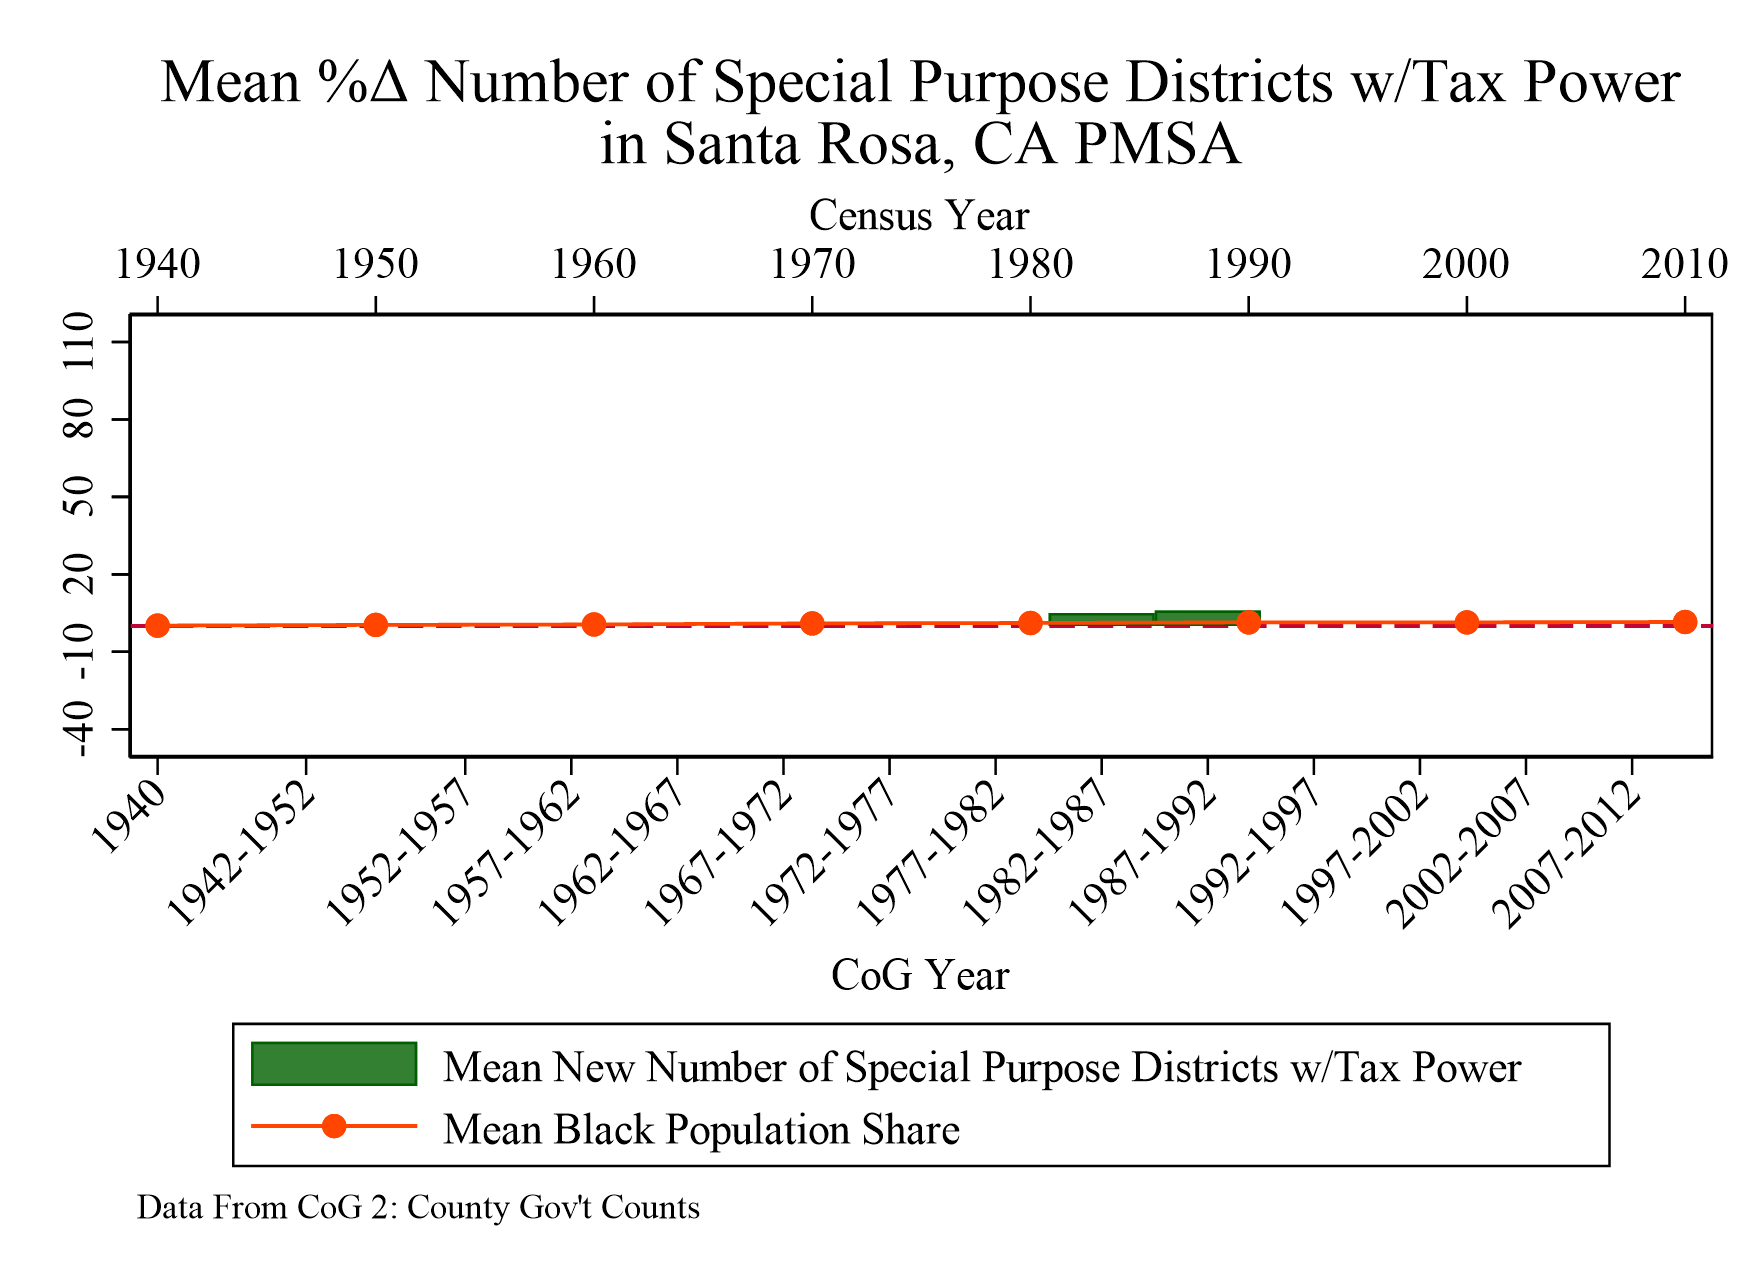 Mean %Δ Number of Special Purpose Districts w/Tax Power
in Santa Rosa, CA PMSA
Census Year
1940 1950 1960 1970 1980 1990 2000 2010
110
80
50
20
-10
-40
1940 1942-1952 1952-1957 1957-1962 1962-1967 1967-1972 1972-1977 1977-1982 1982-1987 1987-1992 1992-1997 1997-2002 2002-2007 2007-2012
CoG Year
Mean New Number of Special Purpose Districts w/Tax Power
Mean Black Population Share
Data From CoG 2: County Gov't Counts